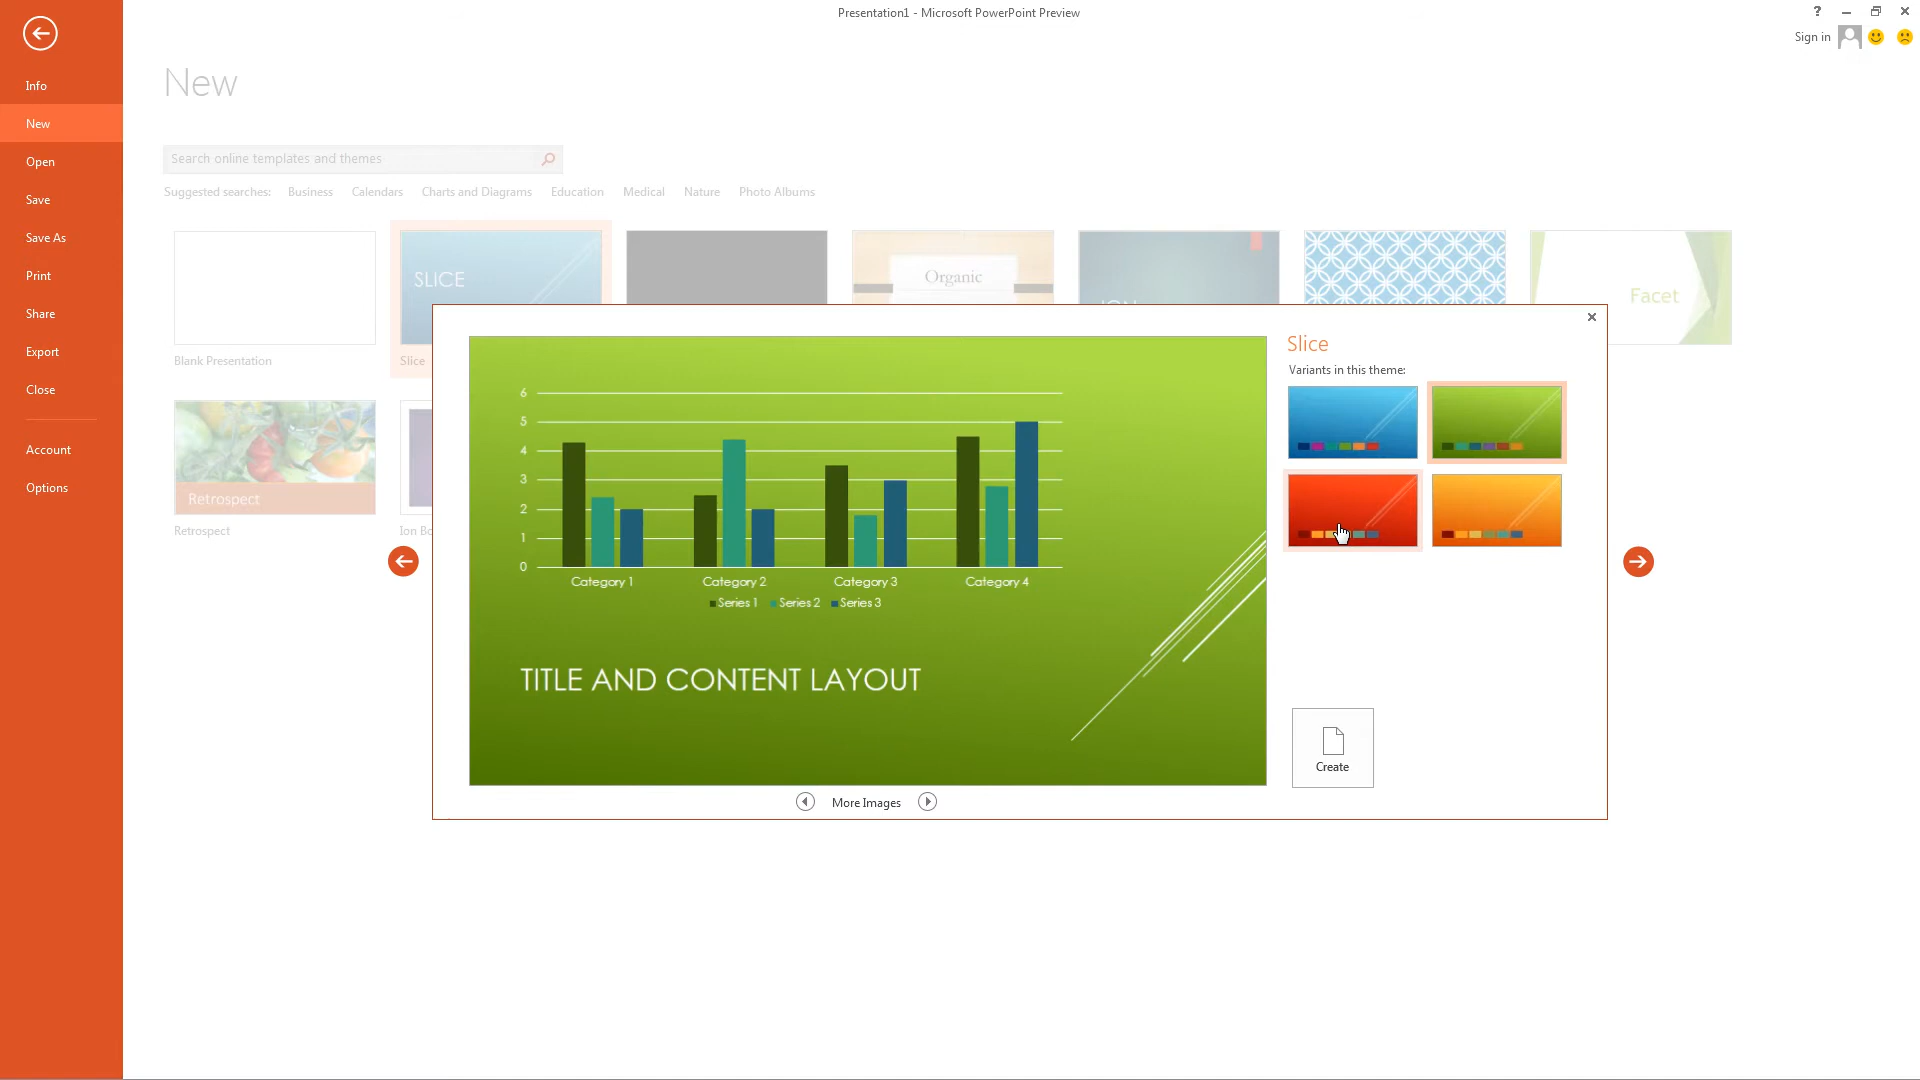 Presentation1 - Microsoft PowerPoint Preview
?
Sign in
Info
New
Open
Save
Save As
Print
Share
Export
Close
Account
Options
New
Search online templates and themes
Suggested searches: Business Calendars Charts and Diagrams Education Medical Nature Photo Albums
SLICE
Organic
ION
Facet
Blank Presentation
Slice
Retrospect
Retrospect
Ion Bo
6
5
4
3
2
1
0
Category 1 Category 2 Category 3 Category 4
Series 1 Series 2 Series 3
TITLE AND CONTENT LAYOUT
More Images
Slice
Variants in this theme:
Create